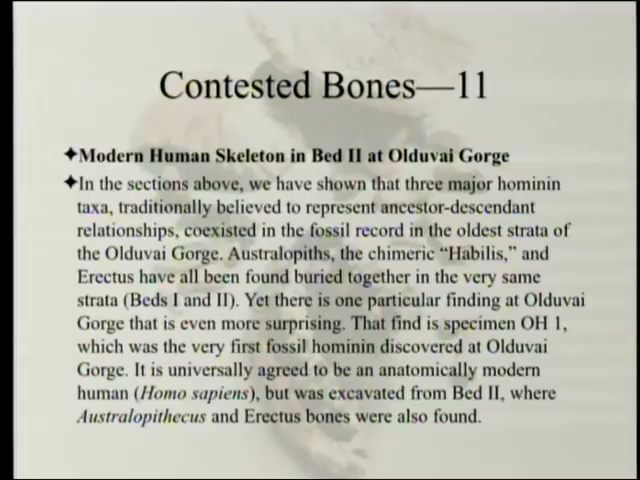 Contested Bones—11
✦Modern Human Skeleton in Bed II at Olduvai Gorge
✦In the sections above, we have shown that three major hominin
taxa, traditionally believed to represent ancestor-descendant
relationships, coexisted in the fossil record in the oldest strata of
the Olduvai Gorge. Australopiths, the chimeric “Habilis,” and
Erectus have all been found buried together in the very same
strata (Beds I and II). Yet there is one particular finding at Olduvai
Gorge that is even more surprising. That find is specimen OH 1,
which was the very first fossil hominin discovered at Olduvai
Gorge. It is universally agreed to be an anatomically modern
human (Homo sapiens), but was excavated from Bed II, where
Australopithecus and Erectus bones were also found.